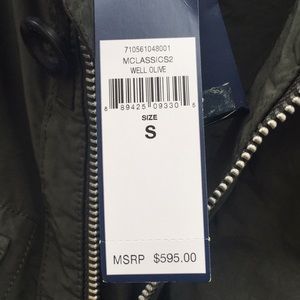 710561048001
MCLASSICS2
WELL OLIVE
8 89425 09330 5
SIZE
S
MSRP $595.00